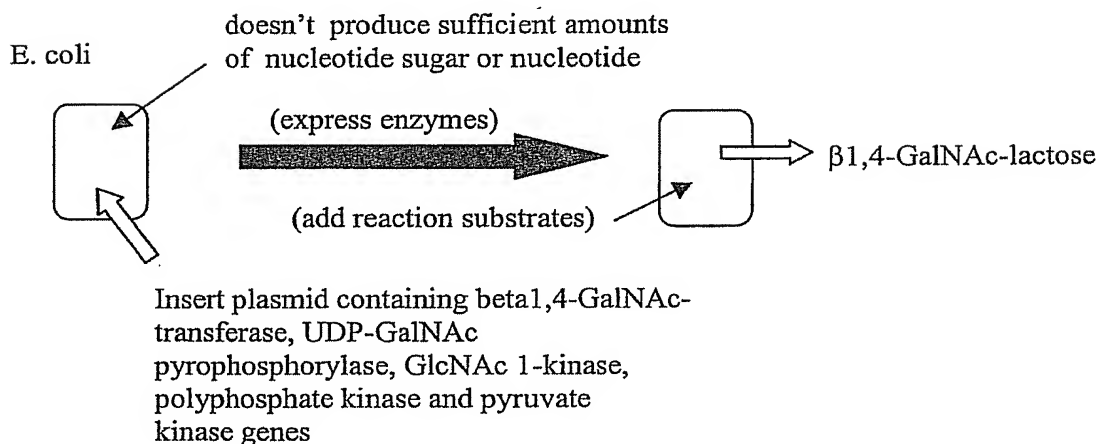 doesn't produce sufficient amounts
E. coli
of nucleotide sugar or nucleotide
(express enzymes)
β1,4-GalNAc-lactose
(add reaction substrates)
Insert plasmid containing beta1,4-GalNAc-
transferase, UDP-GalNAc
pyrophosphorylase, GlcNAc 1-kinase,
polyphosphate kinase and pyruvate
kinase genes